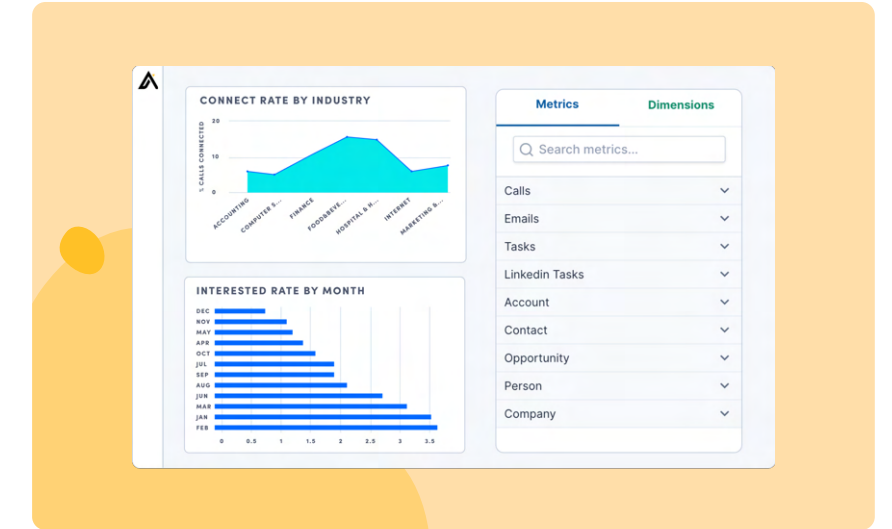 CONNECT RATE BY INDUSTRY
% CALLS CONNECTED
20
10
0
ACCOUNTING
COMPUTER S...
FINANCE
FOOD&BEVE...
HOSPITAL & H...
INTERNET
MARKETING &...
INTERESTED RATE BY MONTH
DEC
NOV
MAY
APR
OCT
JUL
SEP
AUG
JUN
MAR
JAN
FEB
0 0.5 1 1.5 2 2.5 3 3.5
Metrics Dimensions
Search metrics...
Calls
Emails
Tasks
Linkedin Tasks
Account
Contact
Opportunity
Person
Company